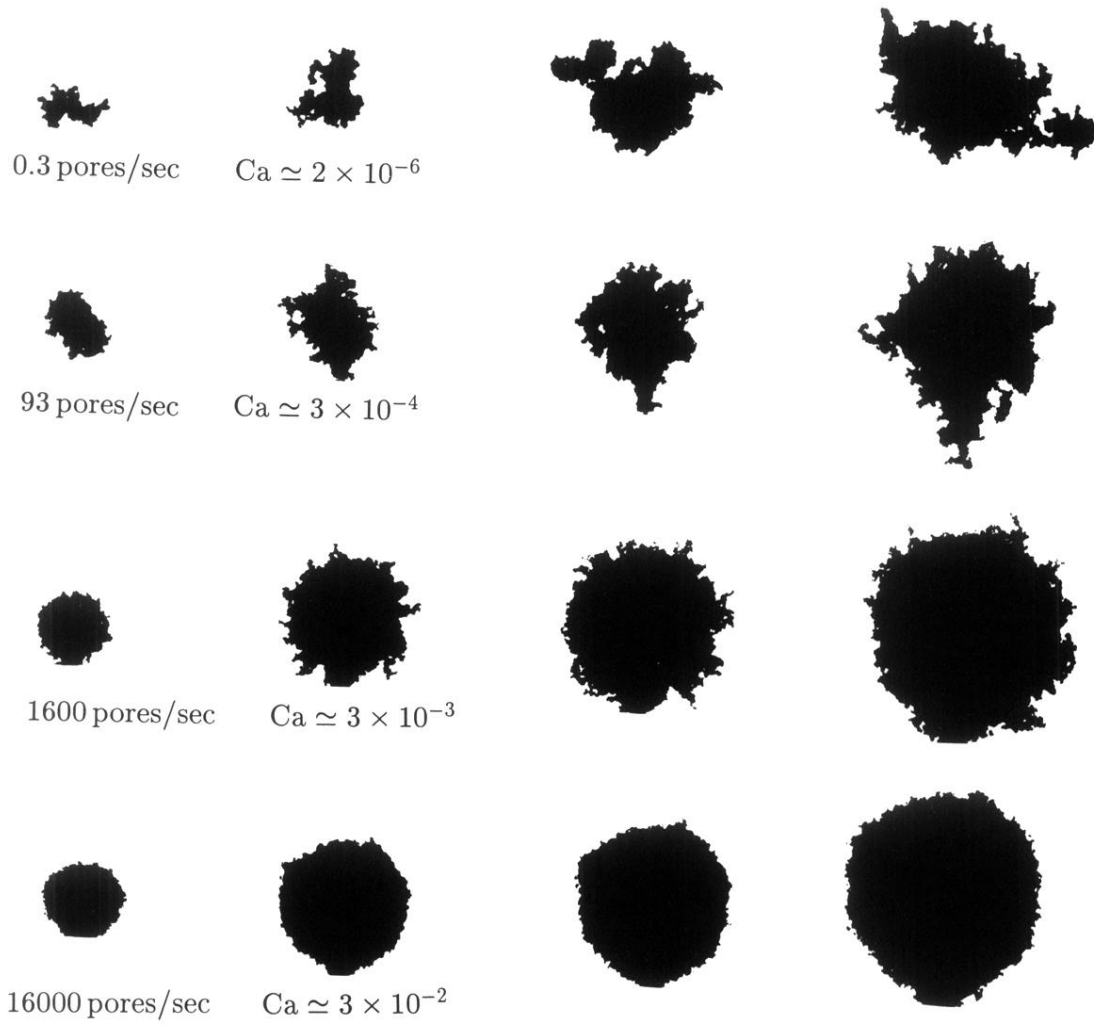 0.3 pores/sec Ca ≃ 2 × 10⁻⁶
93 pores/sec Ca ≃ 3 × 10⁻⁴
1600 pores/sec Ca ≃ 3 × 10⁻³
16000 pores/sec Ca ≃ 3 × 10⁻²